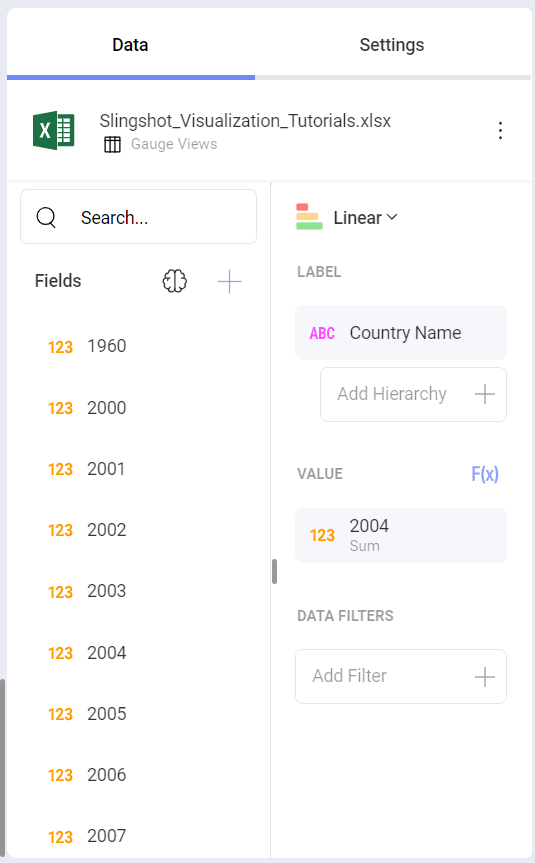 Data
Settings
Slingshot_Visualization_Tutorials.xlsx
Gauge Views
Search...
Fields
123 1960
123 2000
123 2001
123 2002
123 2003
123 2004
123 2005
123 2006
123 2007
Linear
LABEL
ABC Country Name
Add Hierarchy
VALUE F(x)
123 2004
Sum
DATA FILTERS
Add Filter